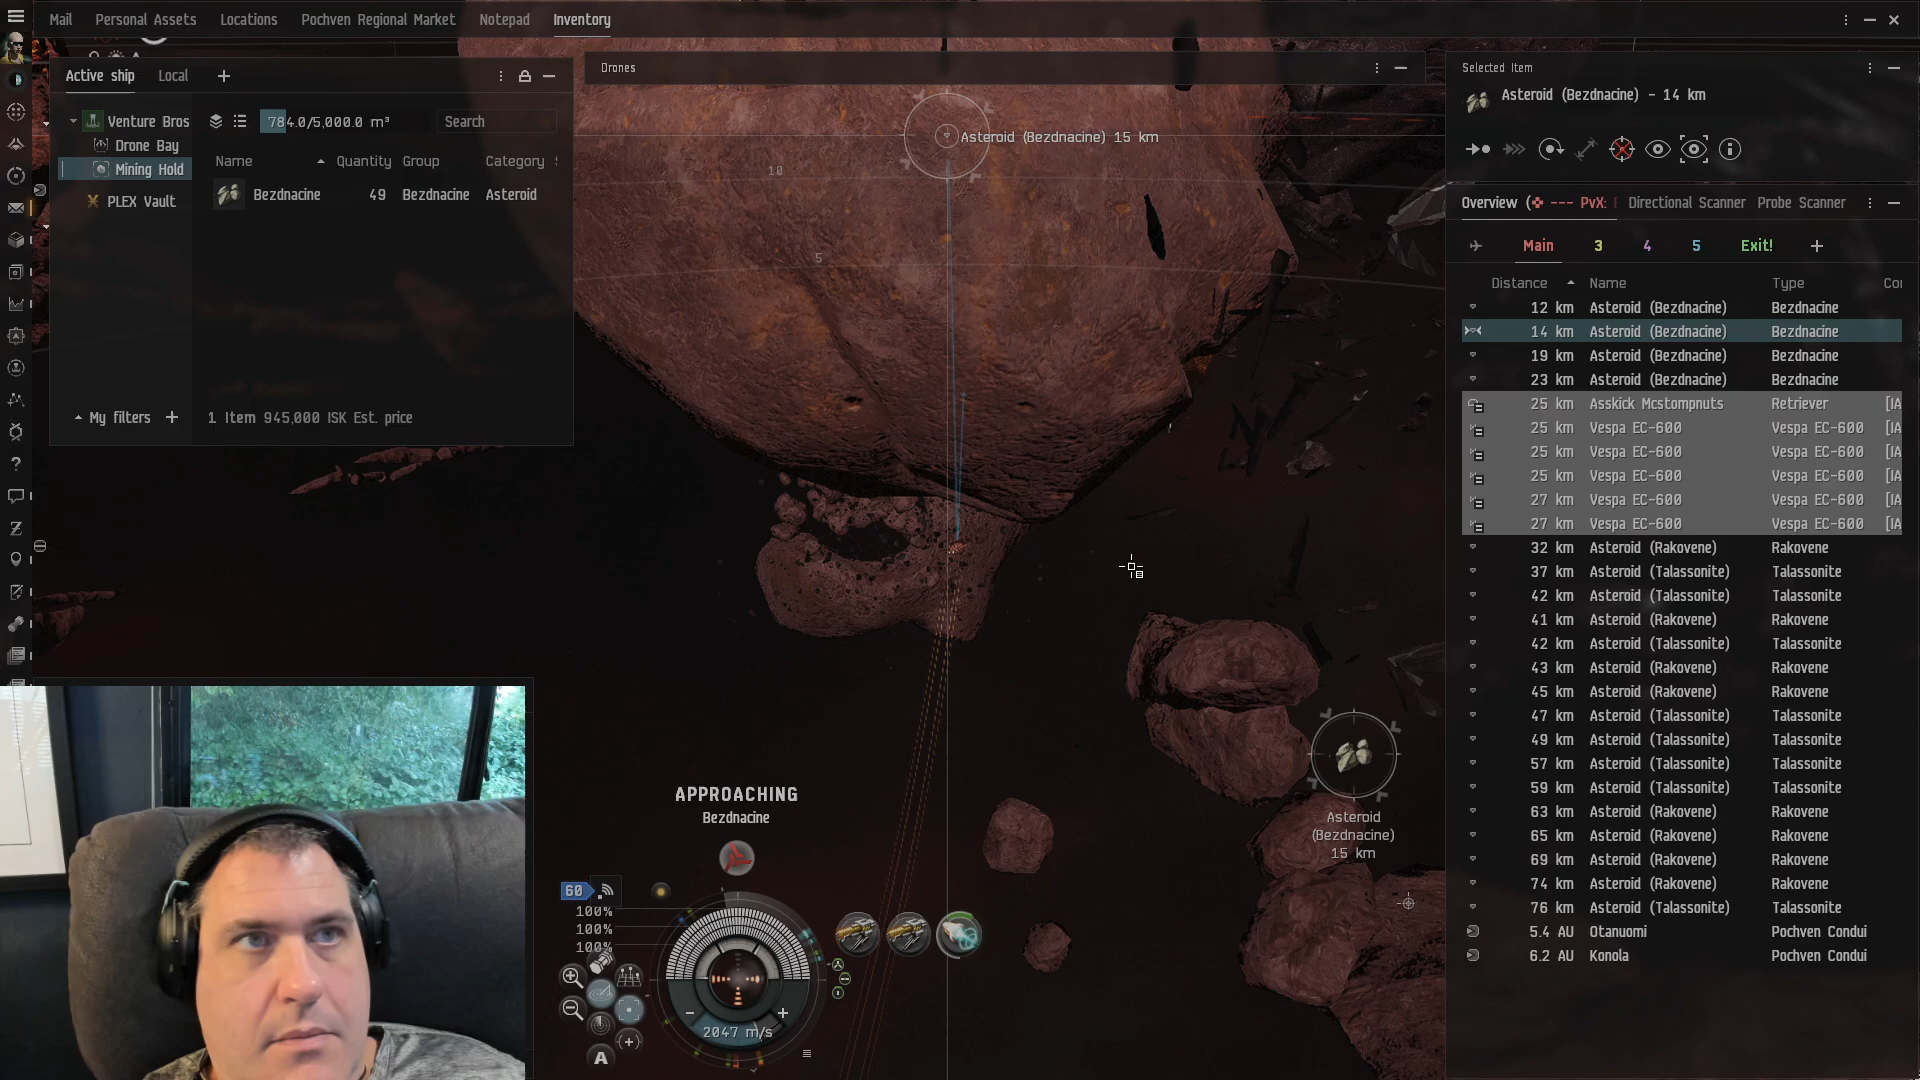 Mail Personal Assets Locations Pochven Regional Market Notepad Inventory
Active ship Local
Venture Bros
Drone Bay
Mining Hold
PLEX Vault
784.0/5,000.0 m³ Search
Name Quantity Group Category
Bezdnacine 49 Bezdnacine Asteroid
My filters 1 Item 945,000 ISK Est. price
Drones
Asteroid (Bezdnacine) 15 km
10
5
APPROACHING
Bezdnacine
60
100%
100%
100%
2047 m/s
A
Asteroid
(Bezdnacine)
15 km
Selected Item
Asteroid (Bezdnacine) - 14 km
Overview ( --- PvX: Directional Scanner Probe Scanner
Main 3 4 5 Exit! +
Distance Name Type Co
12 km Asteroid (Bezdnacine) Bezdnacine
14 km Asteroid (Bezdnacine) Bezdnacine
19 km Asteroid (Bezdnacine) Bezdnacine
23 km Asteroid (Bezdnacine) Bezdnacine
25 km Asskick Mcstompnuts Retriever [IA
25 km Vespa EC-600 Vespa EC-600 [IA
25 km Vespa EC-600 Vespa EC-600 [IA
25 km Vespa EC-600 Vespa EC-600 [IA
27 km Vespa EC-600 Vespa EC-600 [IA
27 km Vespa EC-600 Vespa EC-600 [IA
32 km Asteroid (Rakovene) Rakovene
37 km Asteroid (Talassonite) Talassonite
42 km Asteroid (Talassonite) Talassonite
41 km Asteroid (Rakovene) Rakovene
42 km Asteroid (Talassonite) Talassonite
43 km Asteroid (Rakovene) Rakovene
45 km Asteroid (Rakovene) Rakovene
47 km Asteroid (Talassonite) Talassonite
49 km Asteroid (Talassonite) Talassonite
57 km Asteroid (Talassonite) Talassonite
59 km Asteroid (Talassonite) Talassonite
63 km Asteroid (Rakovene) Rakovene
65 km Asteroid (Rakovene) Rakovene
69 km Asteroid (Rakovene) Rakovene
74 km Asteroid (Rakovene) Rakovene
76 km Asteroid (Talassonite) Talassonite
5.4 AU Otanuomi Pochven Condui
6.2 AU Konola Pochven Condui